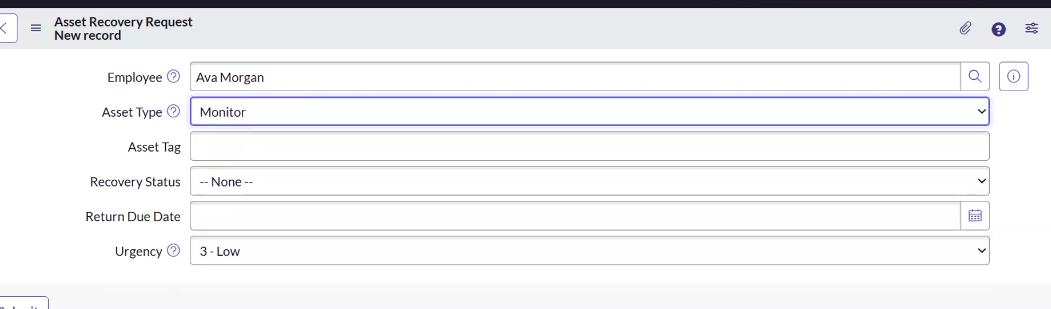 Asset Recovery Request
New record
Employee
Ava Morgan
Asset Type
Monitor
Asset Tag
Recovery Status
-- None --
Return Due Date
Urgency
3 - Low